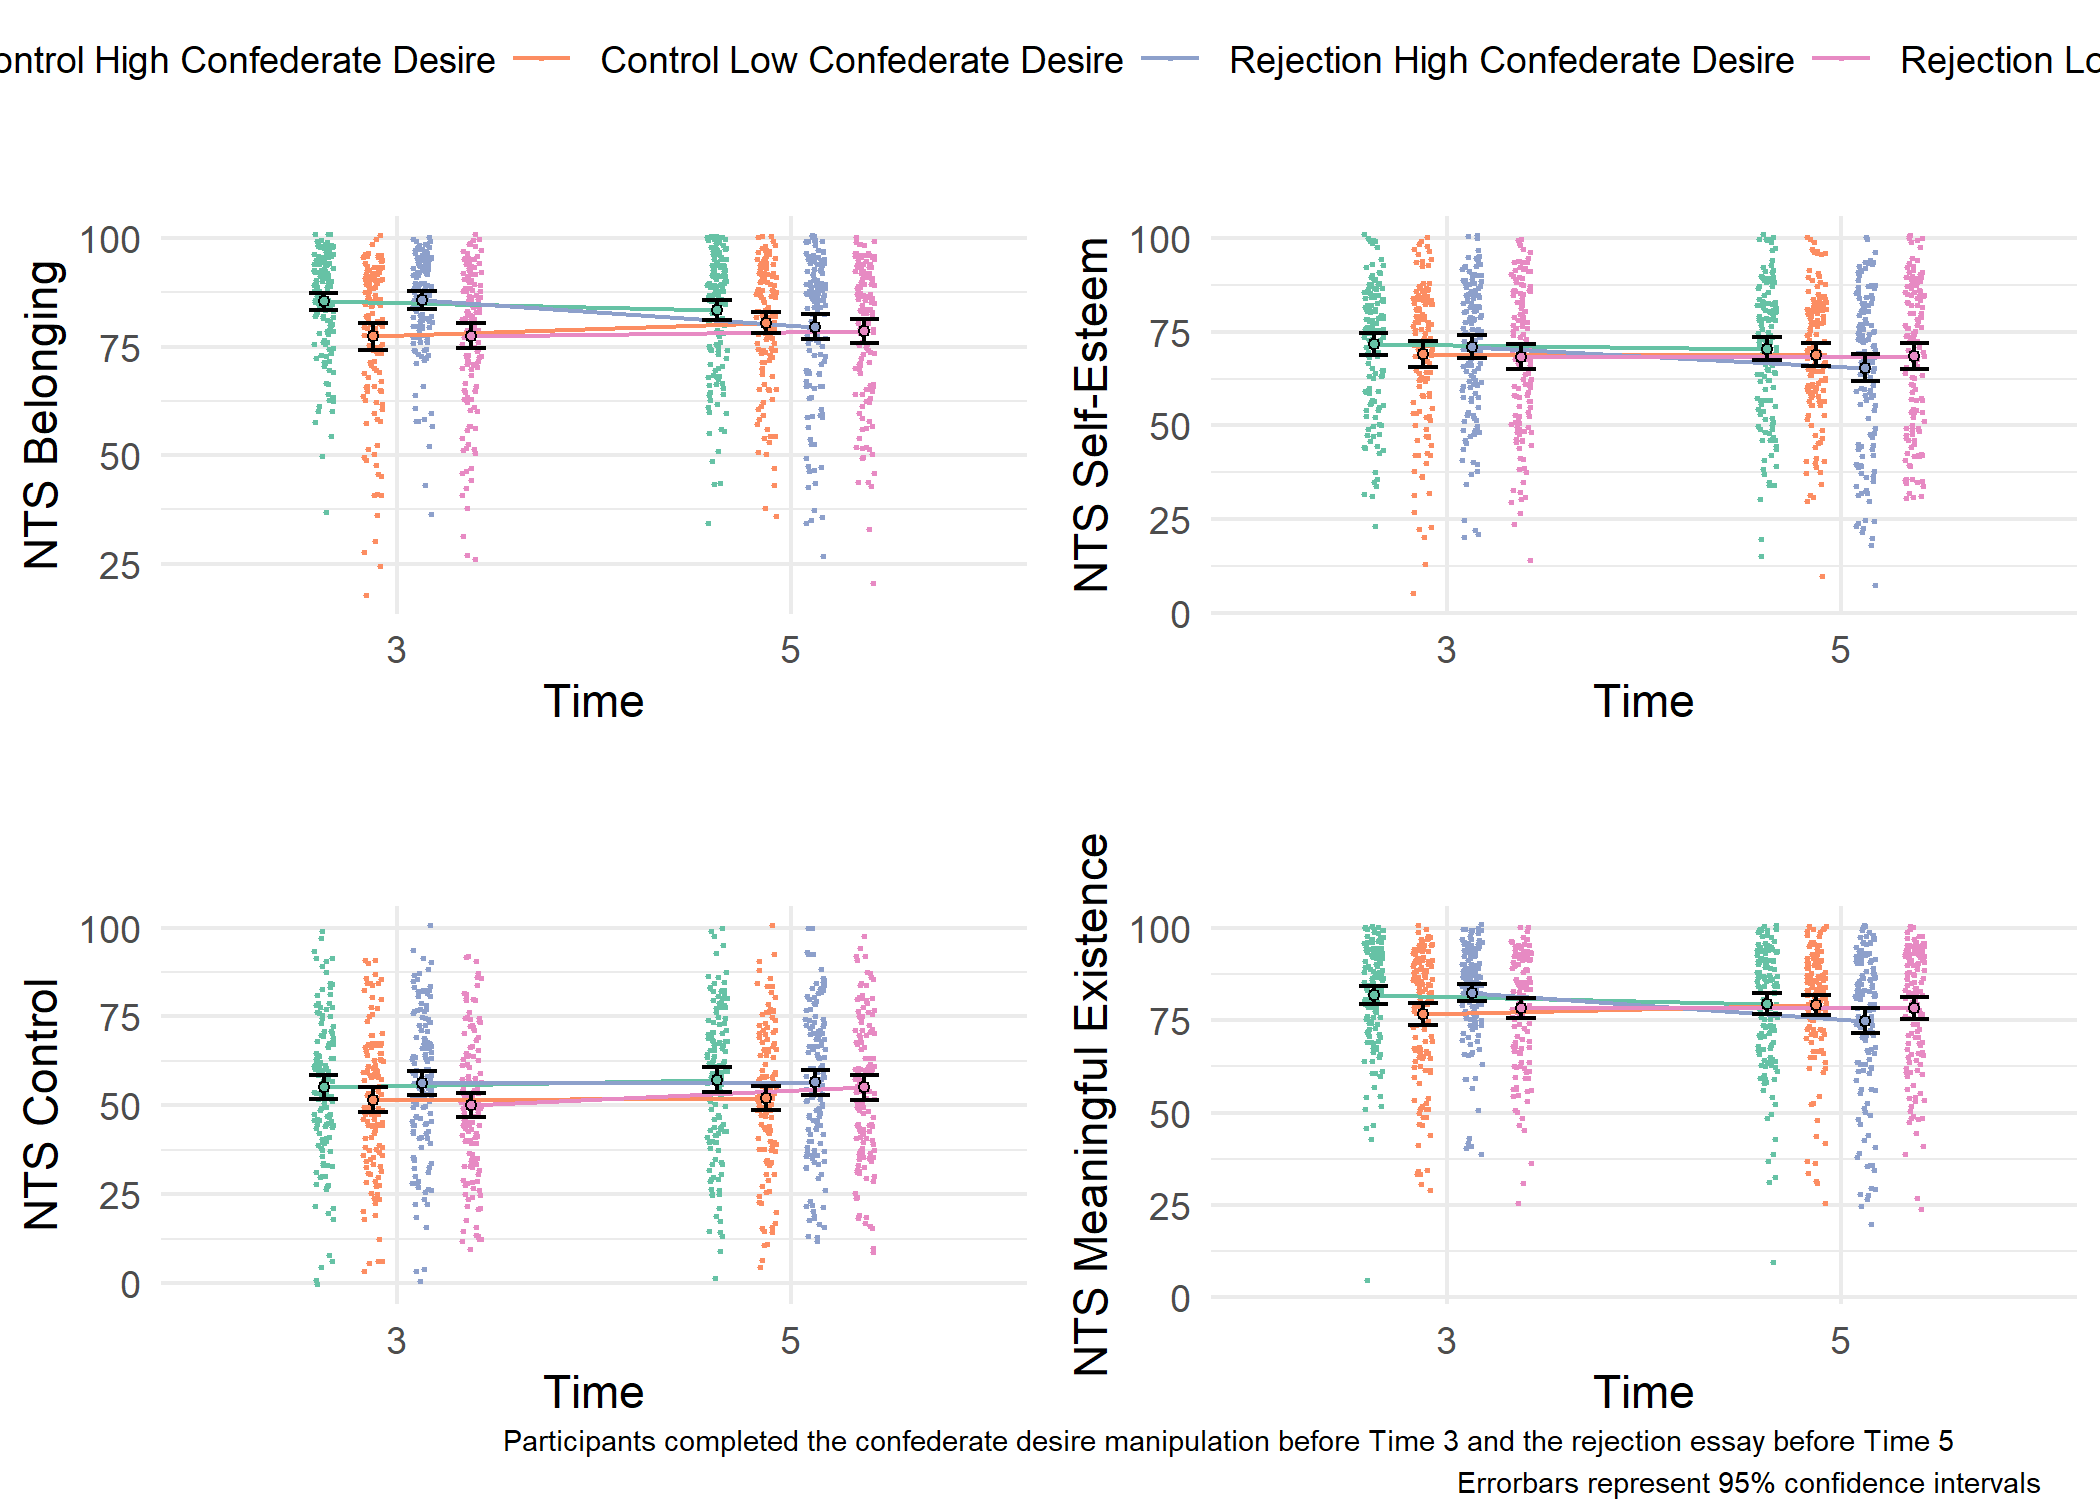 ontrol High Confederate Desire Control Low Confederate Desire Rejection High Confederate Desire Rejection Lo
NTS Belonging
100
75
50
25
3 5
Time
NTS Self-Esteem
100
75
50
25
0
3 5
Time
NTS Control
100
75
50
25
0
3 5
Time
NTS Meaningful Existence
100
75
50
25
0
3 5
Time
Participants completed the confederate desire manipulation before Time 3 and the rejection essay before Time 5
Errorbars represent 95% confidence intervals